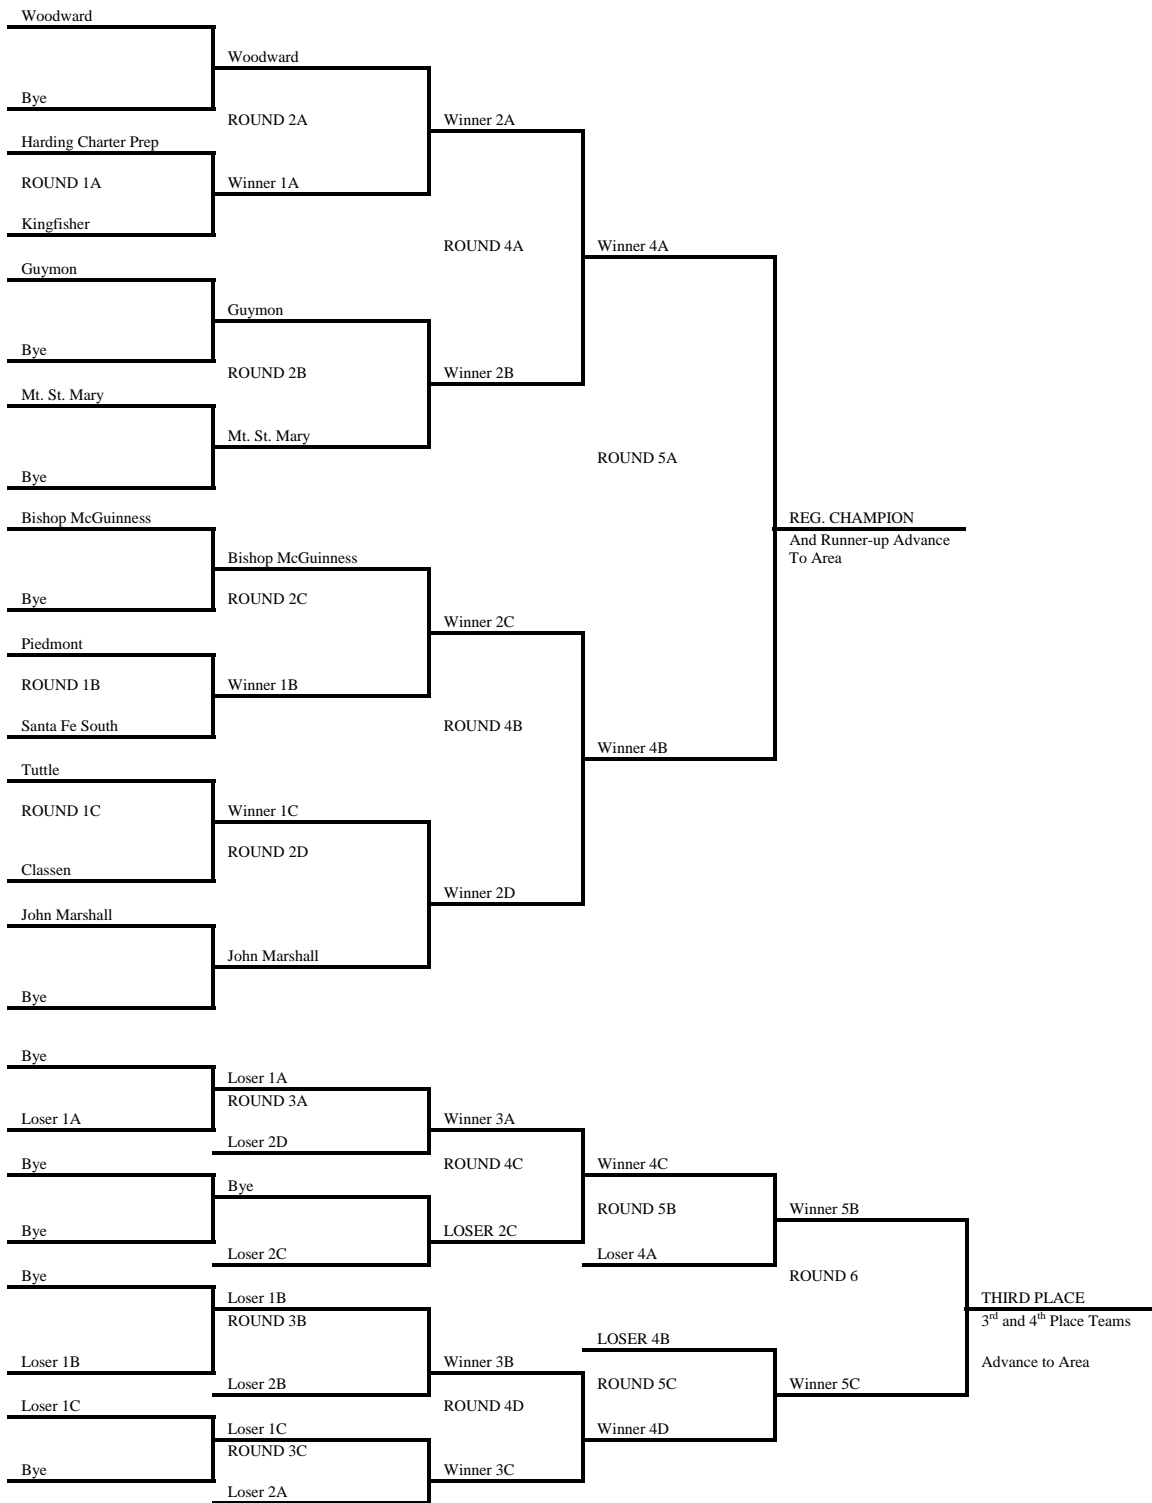 Woodward
Woodward
Bye
ROUND 2A
Winner 2A
Harding Charter Prep
ROUND 1A
Winner 1A
Kingfisher
ROUND 4A
Winner 4A
Guymon
Guymon
Bye
ROUND 2B
Winner 2B
Mt. St. Mary
Mt. St. Mary
ROUND 5A
Bye
Bishop McGuinness
REG. CHAMPION
And Runner-up Advance
To Area
Bishop McGuinness
Bye
ROUND 2C
Winner 2C
Piedmont
ROUND 1B
Winner 1B
Santa Fe South
ROUND 4B
Winner 4B
Tuttle
ROUND 1C
Winner 1C
ROUND 2D
Classen
Winner 2D
John Marshall
John Marshall
Bye
Bye
Loser 1A
ROUND 3A
Loser 1A
Winner 3A
Loser 2D
Bye
ROUND 4C
Winner 4C
Bye
ROUND 5B
Winner 5B
Bye
LOSER 2C
Loser 2C
Loser 4A
Bye
ROUND 6
Loser 1B
THIRD PLACE
ROUND 3B
3rd and 4th Place Teams
LOSER 4B
Loser 1B
Winner 3B
Advance to Area
Loser 2B
ROUND 5C
Winner 5C
Loser 1C
ROUND 4D
Loser 1C
Winner 4D
ROUND 3C
Bye
Winner 3C
Loser 2A